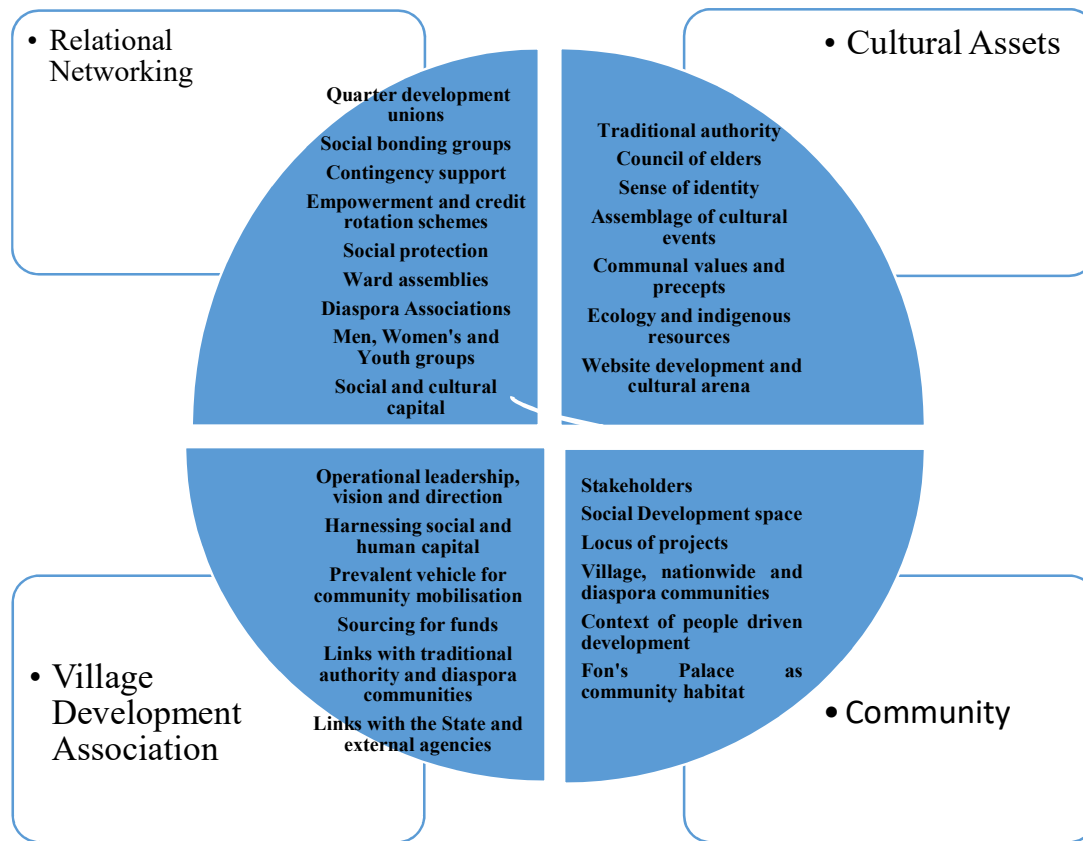 • Relational
Networking
Quarter development
unions
Social bonding groups
Contingency support
Empowerment and credit
rotation schemes
Social protection
Ward assemblies
Diaspora Associations
Men, Women's and
Youth groups
Social and cultural
capital
• Cultural Assets
Traditional authority
Council of elders
Sense of identity
Assemblage of cultural
events
Communal values and
precepts
Ecology and indigenous
resources
Website development and
cultural arena
• Village
Development
Association
Operational leadership,
vision and direction
Harnessing social and
human capital
Prevalent vehicle for
community mobilisation
Sourcing for funds
Links with traditional
authority and diaspora
communities
Links with the State and
external agencies
Stakeholders
Social Development space
Locus of projects
Village, nationwide and
diaspora communities
Context of people driven
development
Fon's Palace as
community habitat
• Community